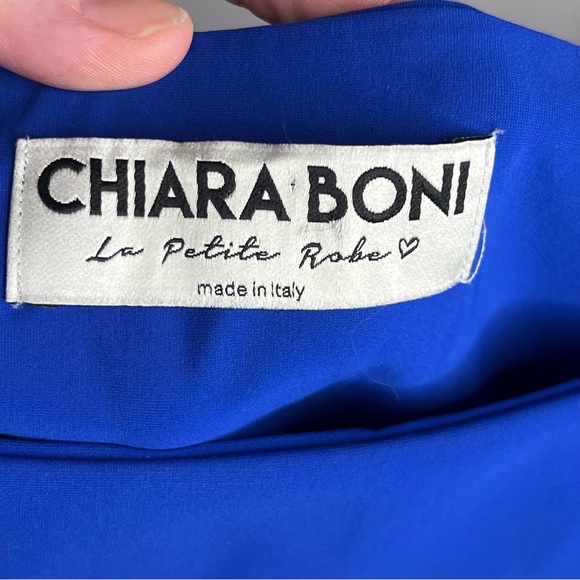 CHIARA BONI
La Petite Robe ♡
made in Italy